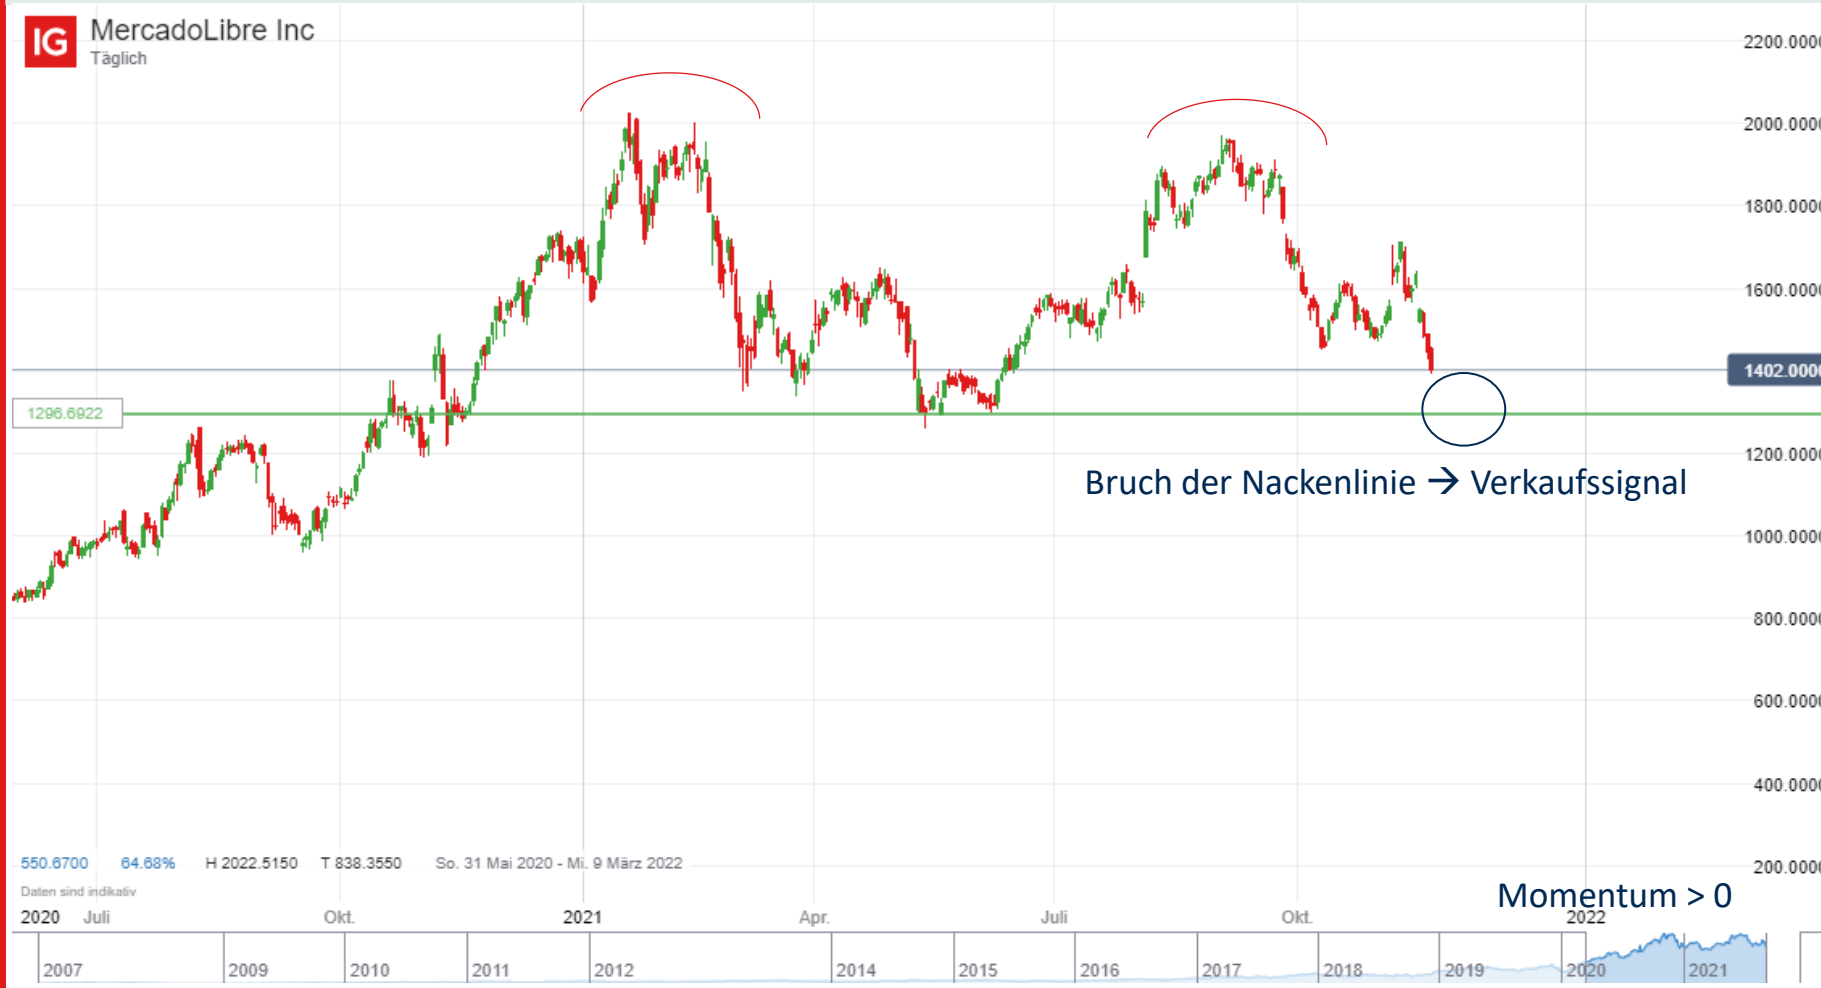 IG
MercadoLibre Inc
Täglich
2200.0000
2000.0000
1800.0000
1600.0000
1402.0000
1296.6922
1200.0000
Bruch der Nackenlinie → Verkaufssignal
1000.0000
800.0000
600.0000
400.0000
200.0000
550.6700 64.68% H 2022.5150 T 838.3550 So. 31 Mai 2020 - Mi. 9 März 2022
Daten sind indikativ
Momentum > 0
2020 Juli Okt. 2021 Apr. Juli Okt. 2022
2007 2009 2010 2011 2012 2014 2015 2016 2017 2018 2019 2020 2021